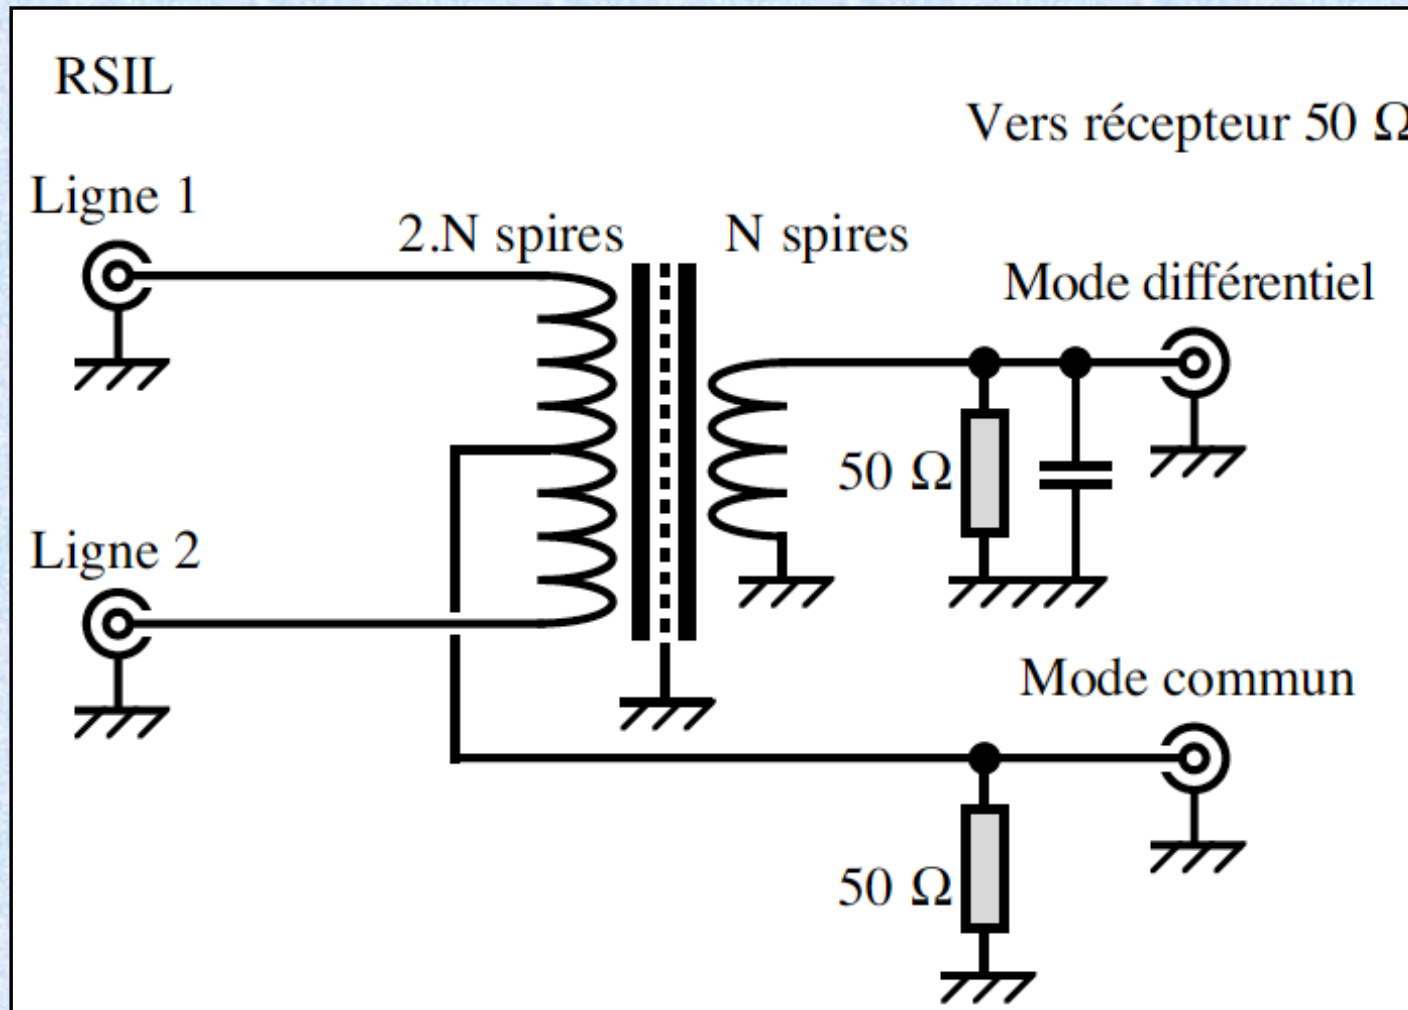 RSIL
Vers récepteur 50 Ω
Ligne 1
2.N spires
N spires
Mode différentiel
50 Ω
Ligne 2
Mode commun
50 Ω